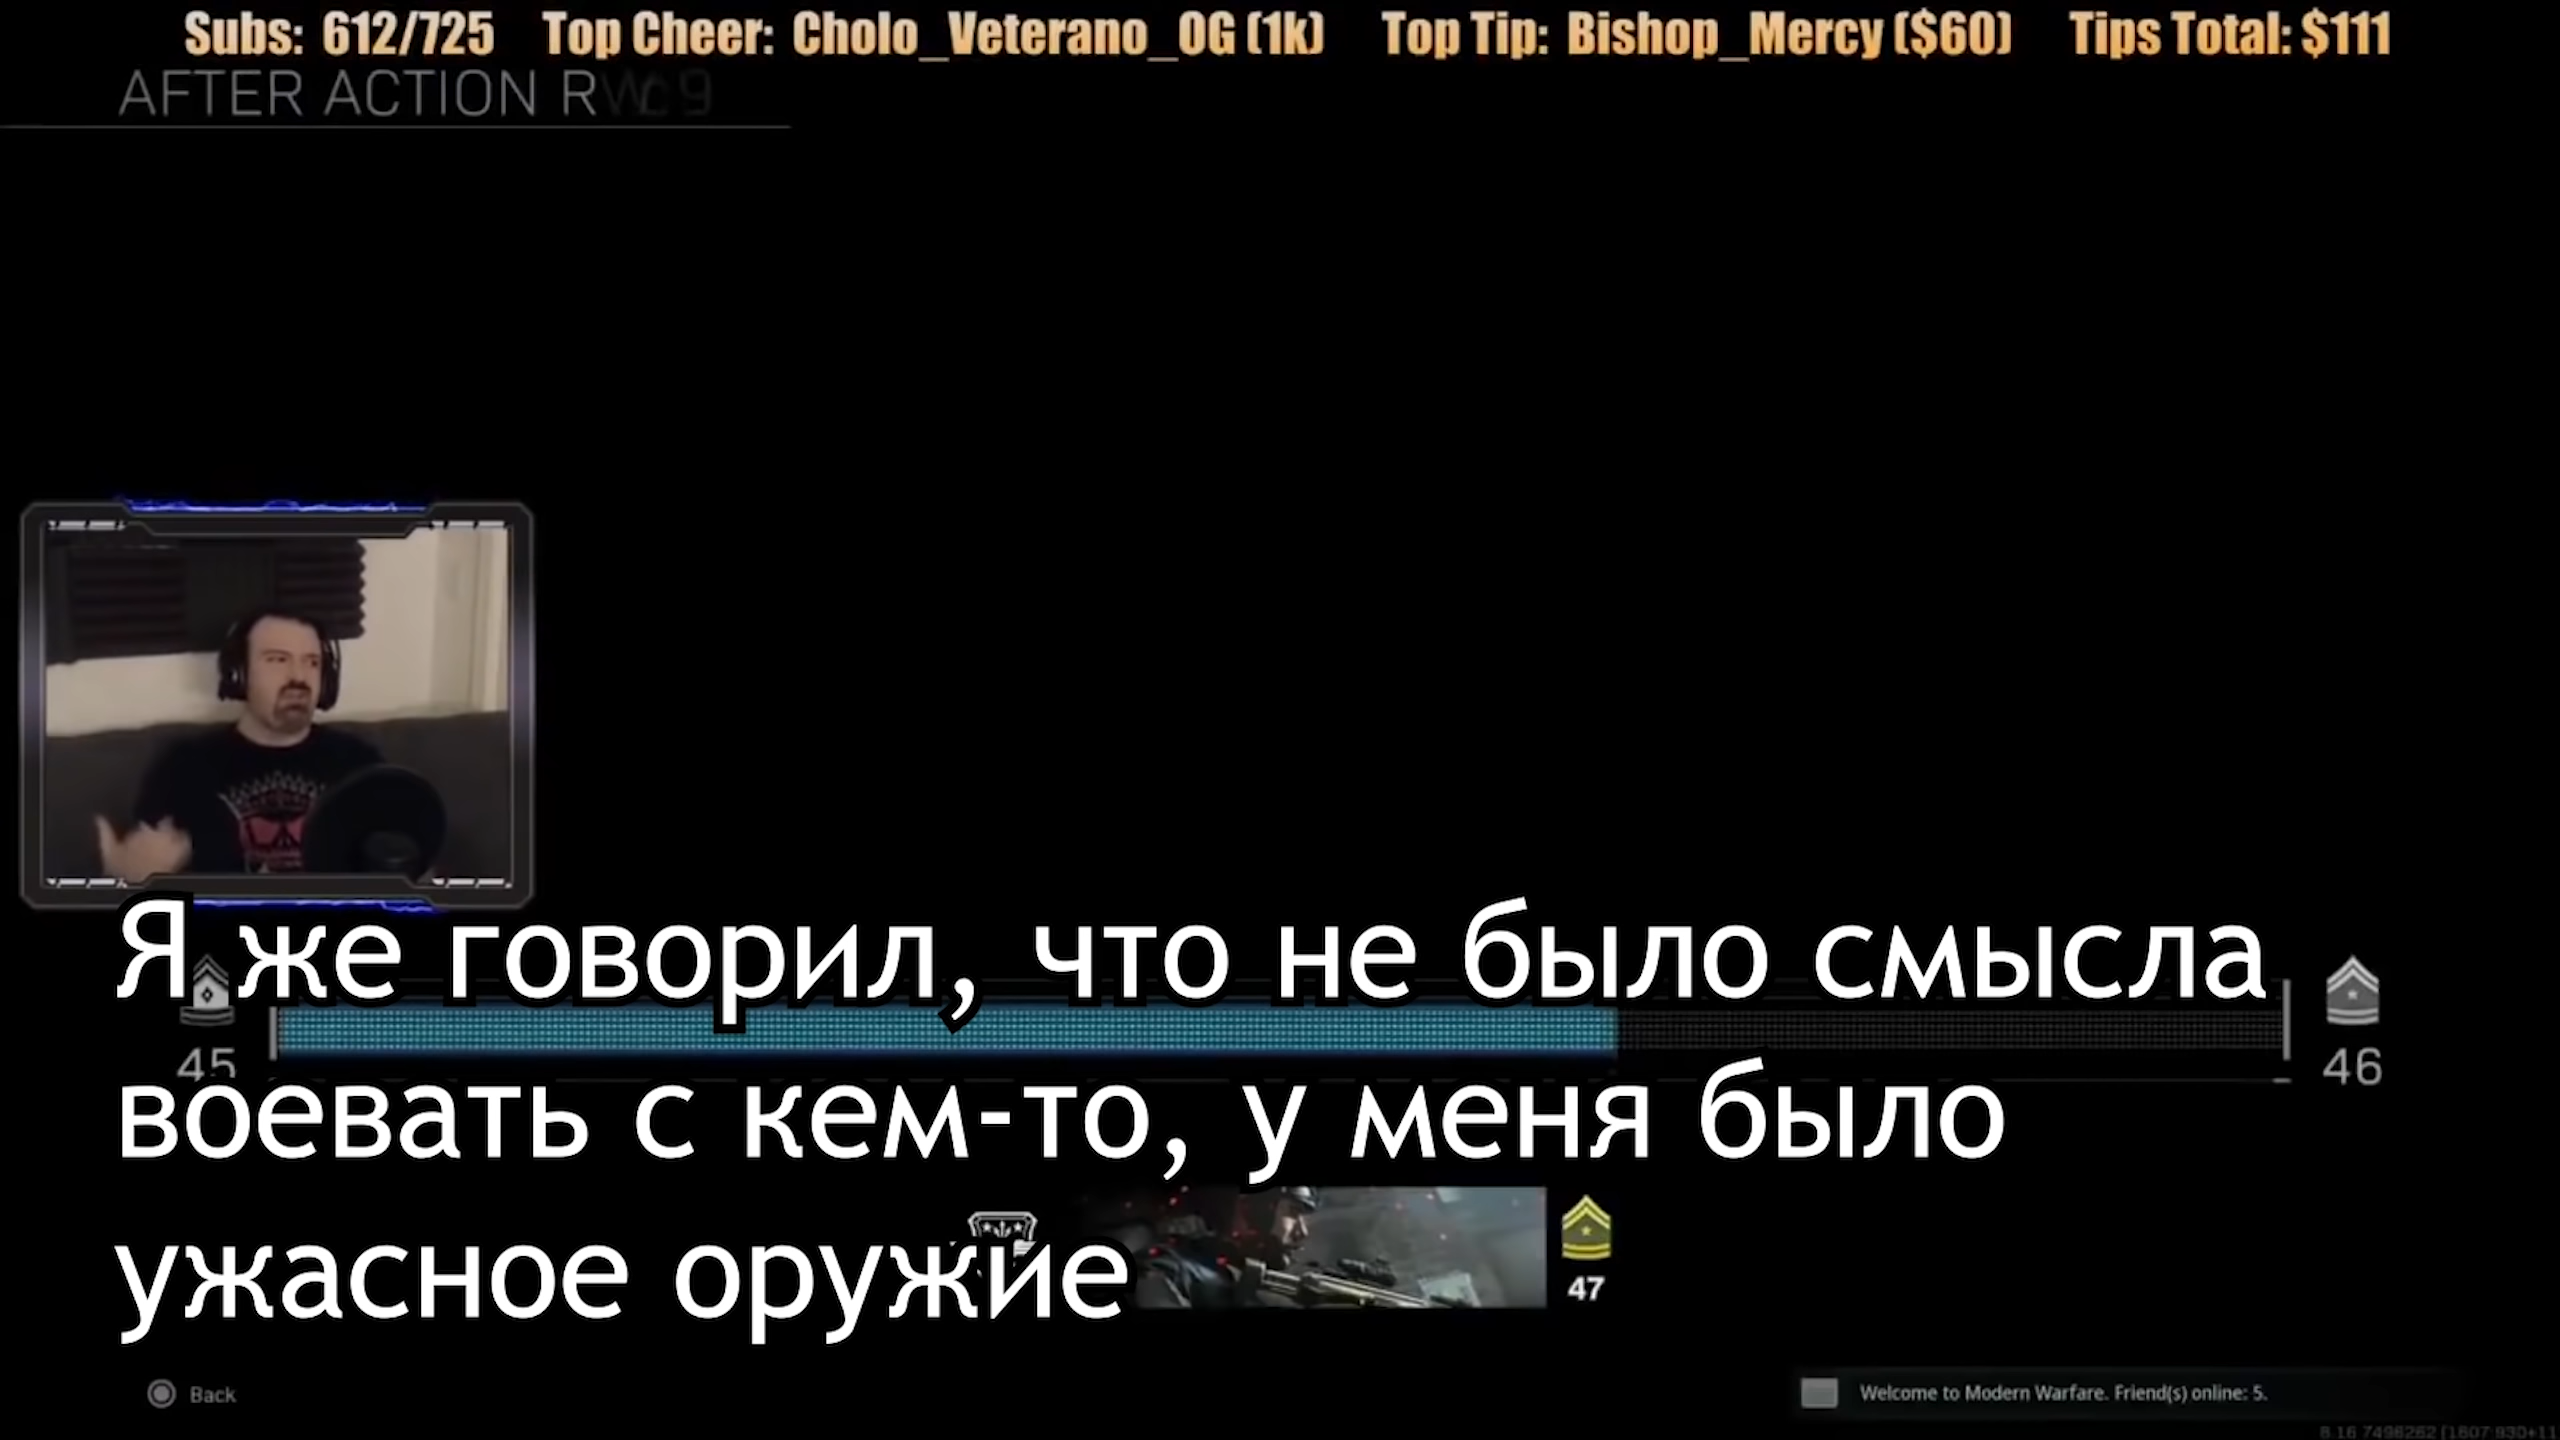 Subs: 612/725 Top Cheer: Cholo_Veterano_OG (1k) Top Tip: Bishop_Mercy ($60) Tips Total: $111
AFTER ACTION R
Я же говорил, что не было смысла
45
46
воевать с кем-то, у меня было
ужасное оружие
47
Back
Welcome to Modern Warfare. Friend(s) online: 5.